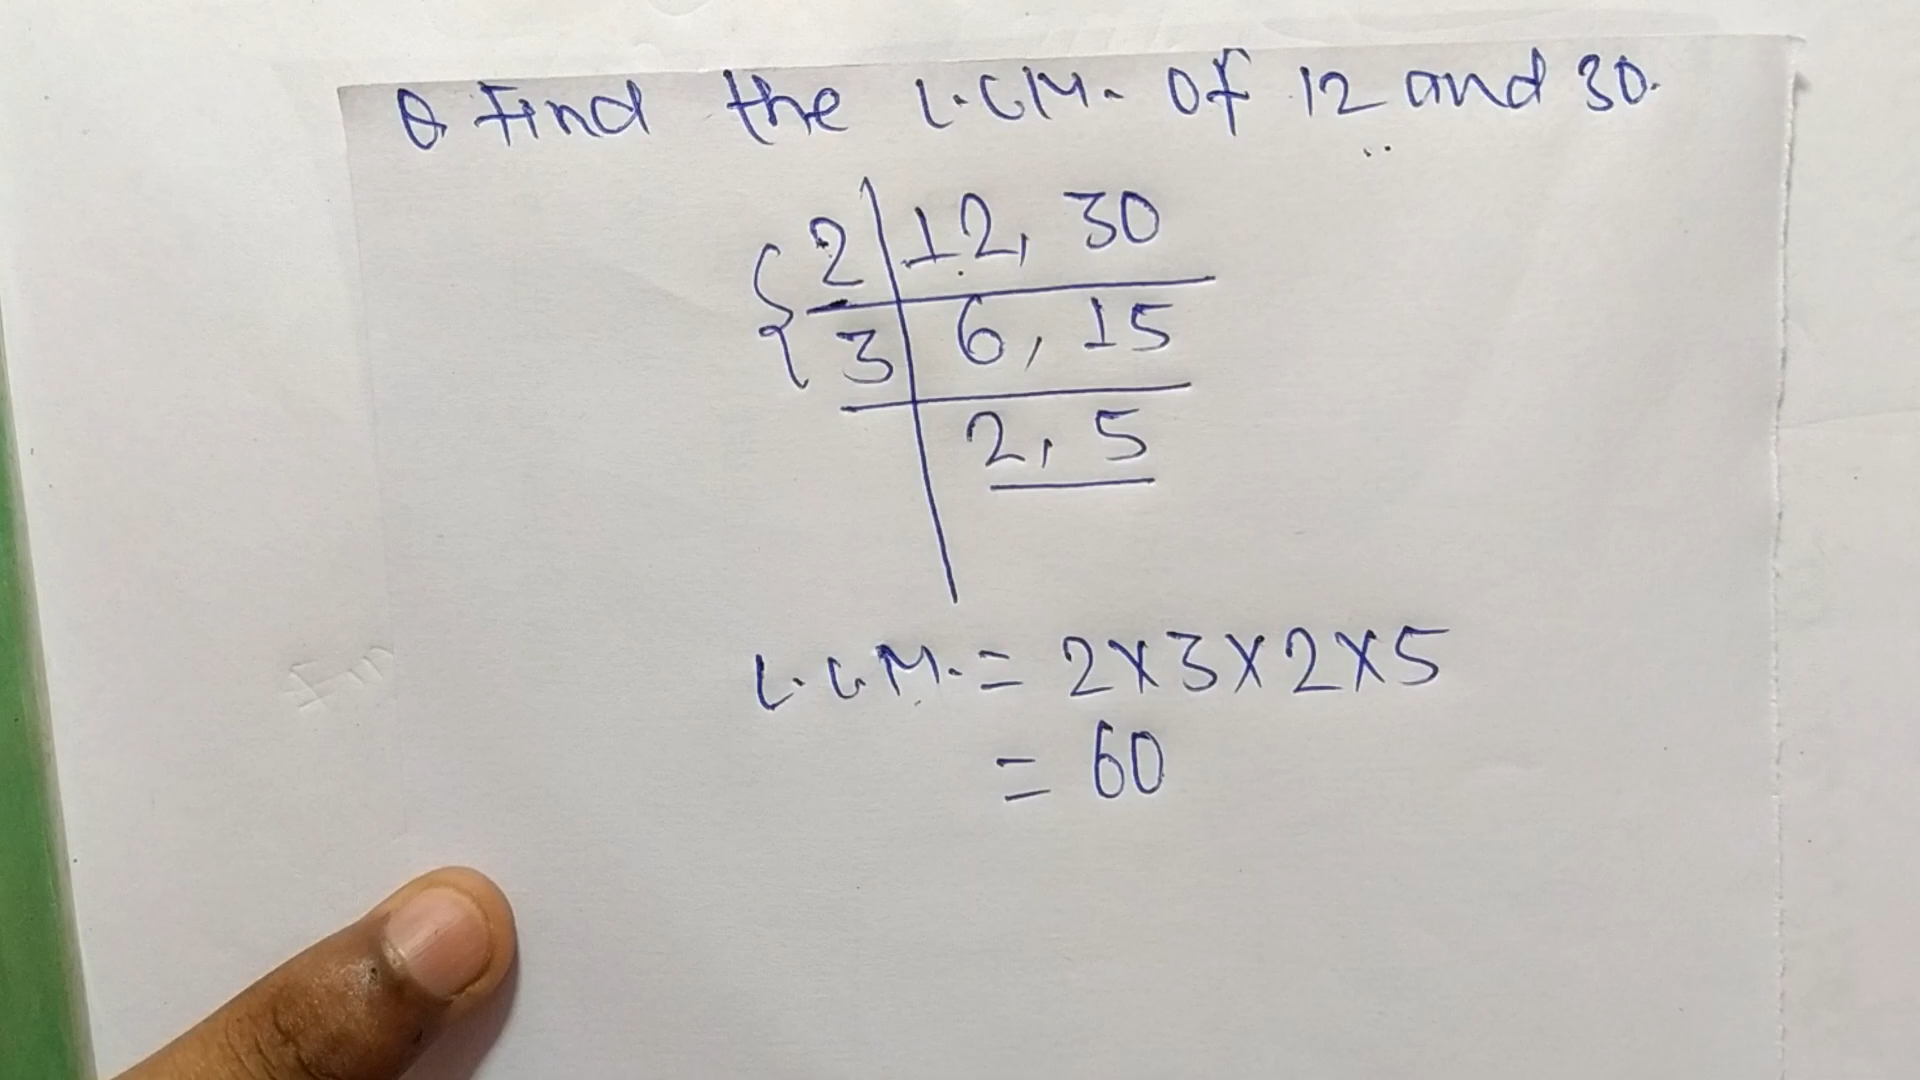 Q Find the L.C.M. of 12 and 30.
2 12, 30
3 6, 15
2, 5
L.C.M. = 2×3×2×5
= 60